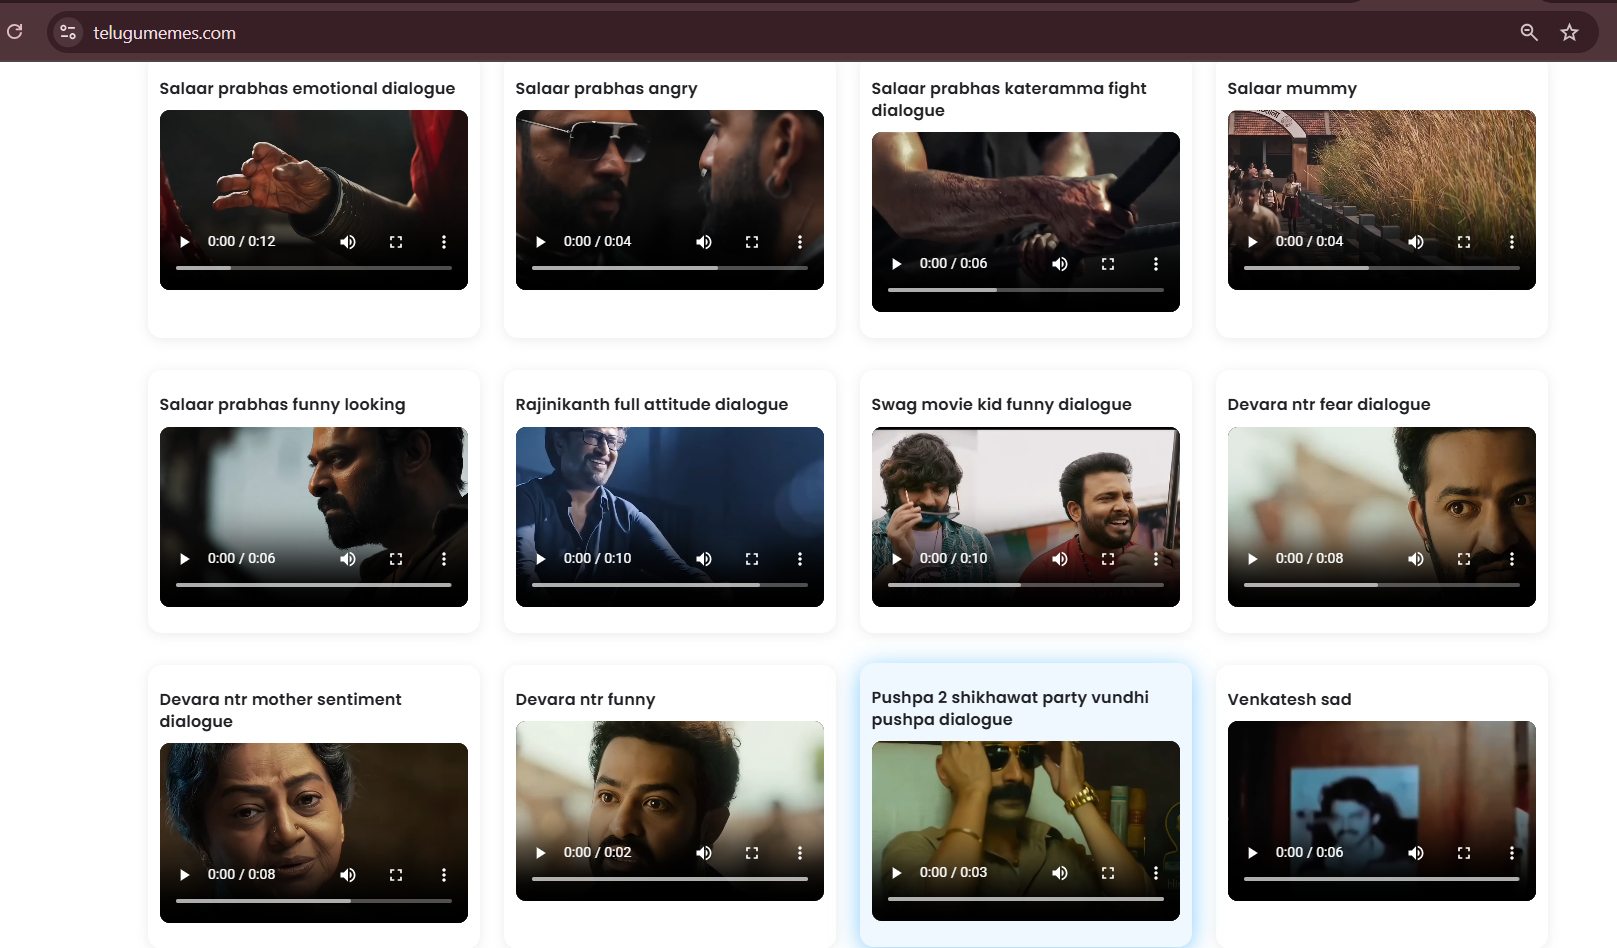 telugumemes.com
Salaar prabhas emotional dialogue
Salaar prabhas angry
Salaar prabhas kateramma fight
dialogue
Salaar mummy
0:00 / 0:12
0:00 / 0:04
0:00 / 0:06
0:00 / 0:04
Salaar prabhas funny looking
Rajinikanth full attitude dialogue
Swag movie kid funny dialogue
Devara ntr fear dialogue
0:00 / 0:06
0:00 / 0:10
0:00 / 0:10
0:00 / 0:08
Devara ntr mother sentiment
dialogue
Devara ntr funny
Pushpa 2 shikhawat party vundhi
pushpa dialogue
Venkatesh sad
0:00 / 0:08
0:00 / 0:02
0:00 / 0:03
0:00 / 0:06